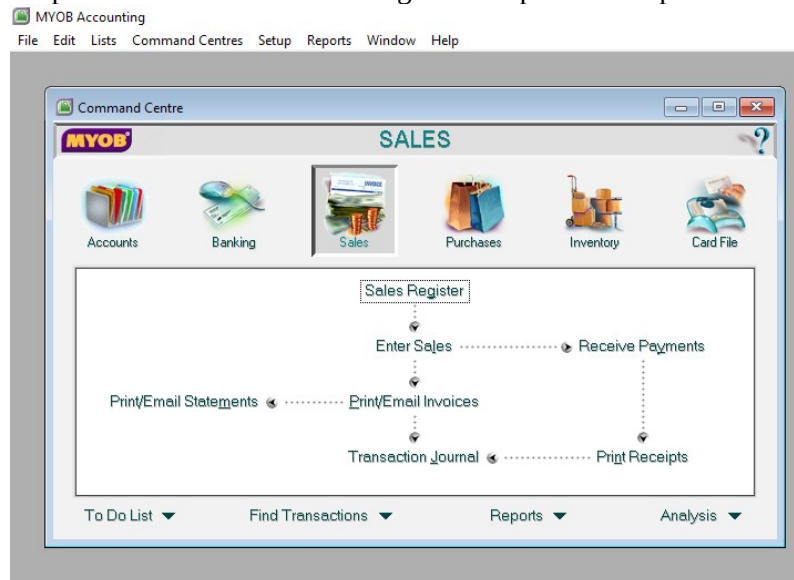 MYOB Accounting
File Edit Lists Command Centres Setup Reports Window Help
Command Centre
MYOB SALES ?
INVOICE
Accounts Banking Sales Purchases Inventory Card File
Sales Register
Enter Sales Receive Payments
Print/Email Statements Print/Email Invoices
Transaction Journal Print Receipts
To Do List Find Transactions Reports Analysis